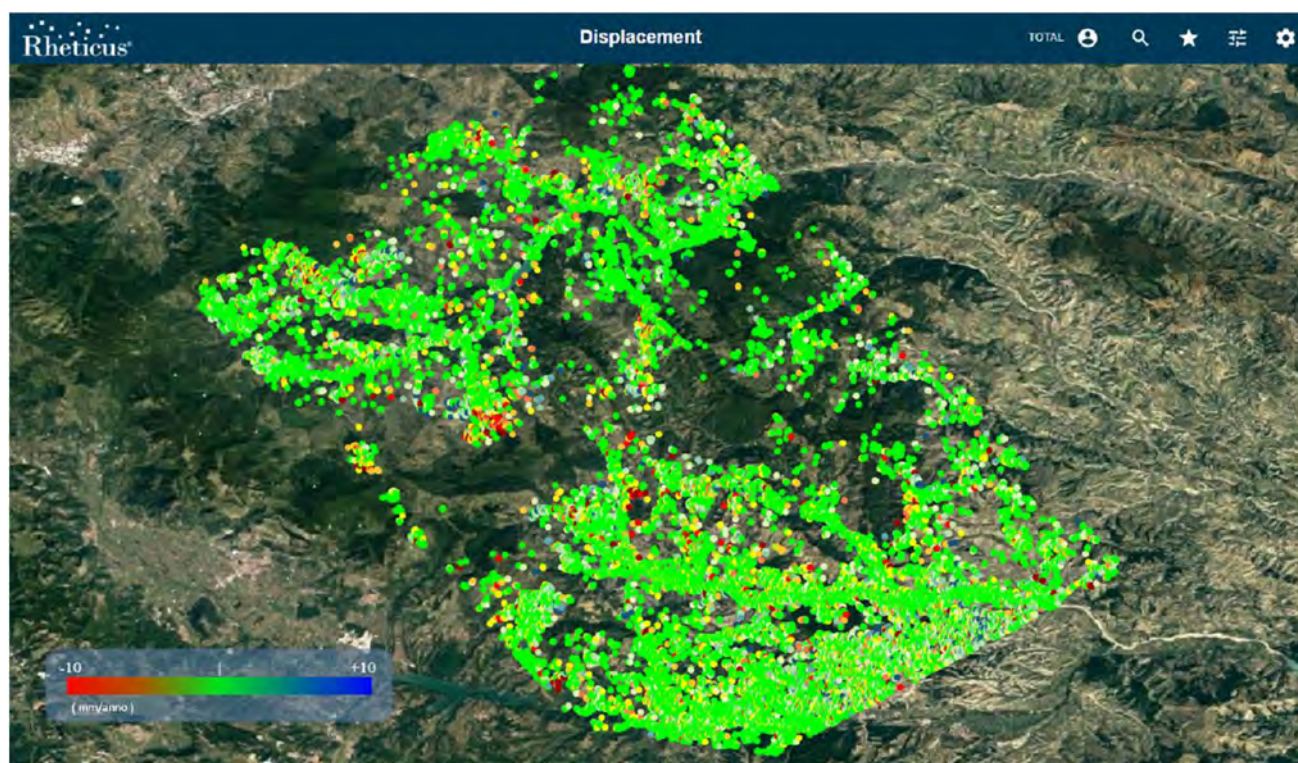 Rheticus®
Displacement
TOTAL
-10 +10
( mm/anno )